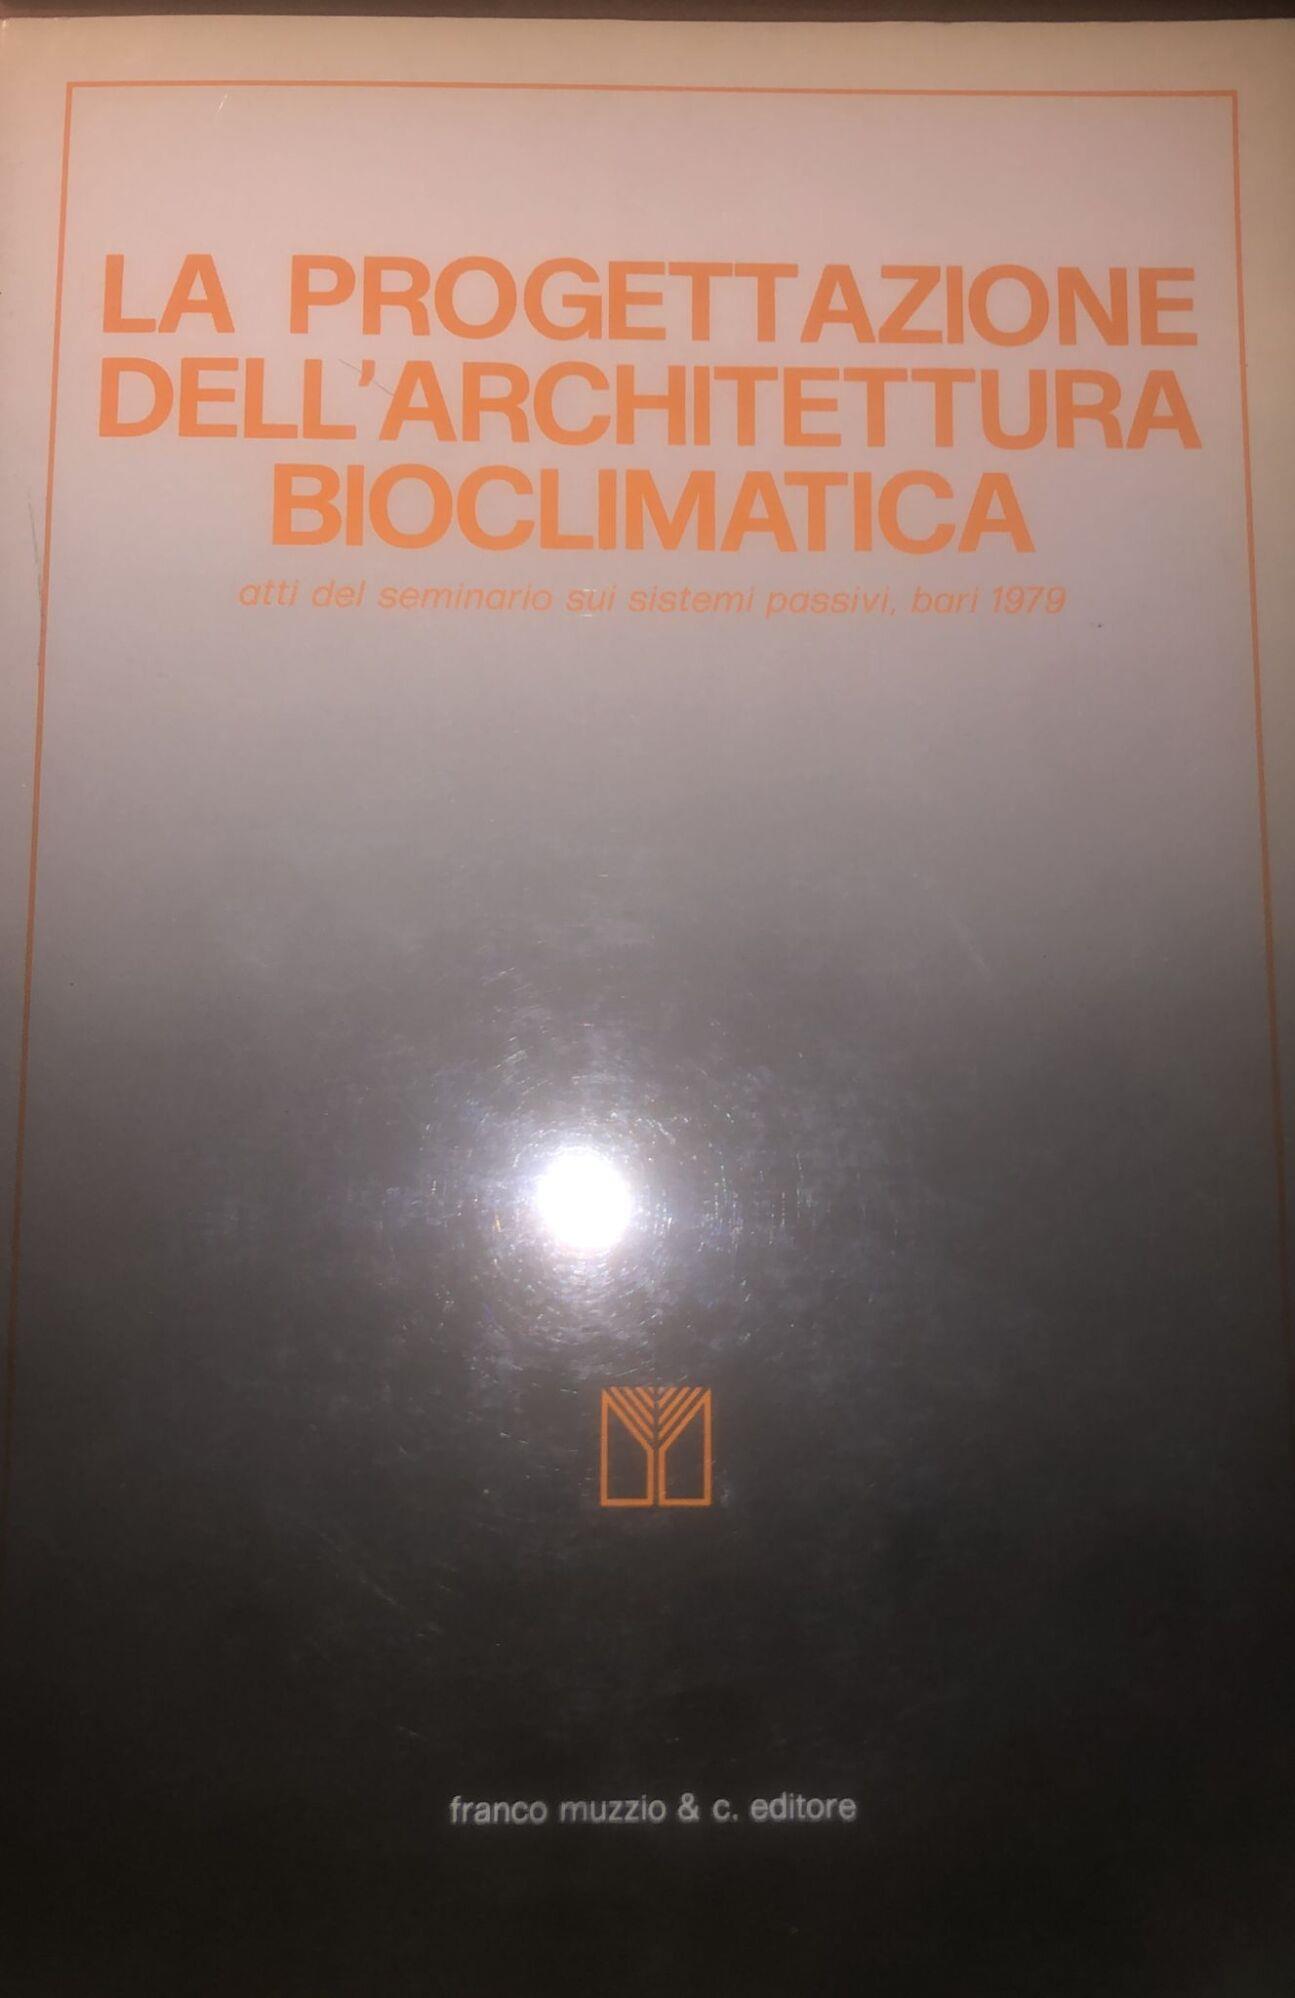 LA PROGETTAZIONE
DELL'ARCHITETTURA
BIOCLIMATICA
atti del seminario sui sistemi passivi, bari 1979
franco muzzio & c. editore